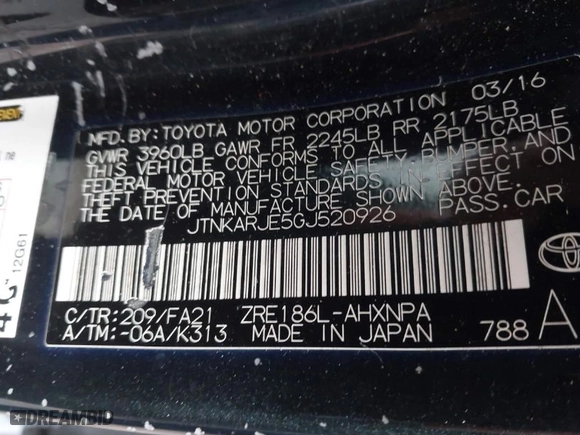 MFD. BY: TOYOTA MOTOR CORPORATION 03/16
GVWR 3960LB GAWR FR 2245LB RR 2175LB
THIS VEHICLE CONFORMS TO ALL APPLICABLE
FEDERAL MOTOR VEHICLE SAFETY, BUMPER, AND
THEFT PREVENTION STANDARDS IN EFFECT ON
THE DATE OF MANUFACTURE SHOWN ABOVE.
JTNKARJE5GJ520926 PASS. CAR
C/TR: 209/FA21 ZRE186L-AHXNPA
A/TM: -06A/K313 MADE IN JAPAN 788 A
TOYOTA
12G61
DREAMBID